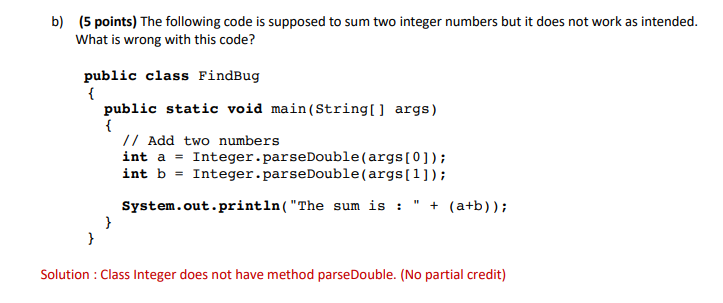 b) (5 points) The following code is supposed to sum two integer numbers but it does not work as intended.
What is wrong with this code?
public class FindBug
{
public static void main(String[] args)
{
// Add two numbers
int a = Integer.parseDouble(args[0]);
int b = Integer.parseDouble(args[1]);
System.out.println("The sum is : " + (a+b));
}
}
Solution : Class Integer does not have method parseDouble. (No partial credit)